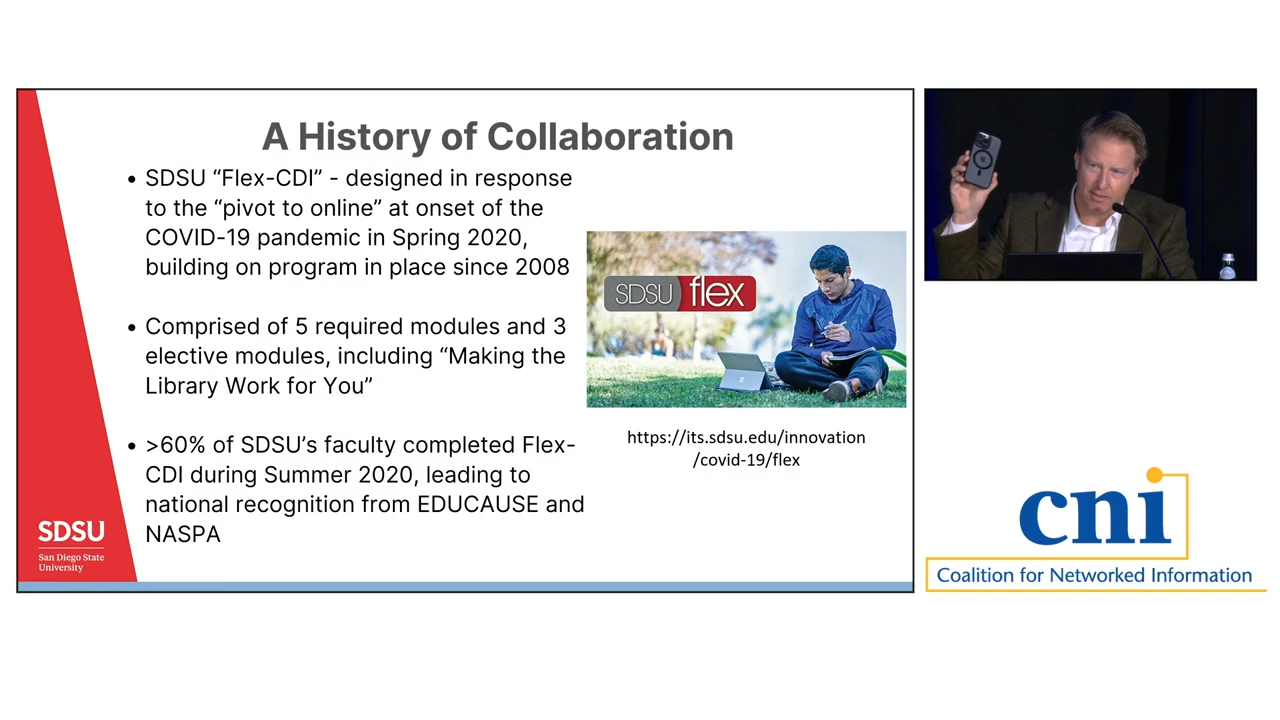 A History of Collaboration
• SDSU “Flex-CDI” - designed in response
to the “pivot to online” at onset of the
COVID-19 pandemic in Spring 2020,
building on program in place since 2008
• Comprised of 5 required modules and 3
elective modules, including “Making the
Library Work for You”
• >60% of SDSU’s faculty completed Flex-
CDI during Summer 2020, leading to
national recognition from EDUCAUSE and
NASPA
SDSU flex
https://its.sdsu.edu/innovation
/covid-19/flex
SDSU
San Diego State
University
cni
Coalition for Networked Information